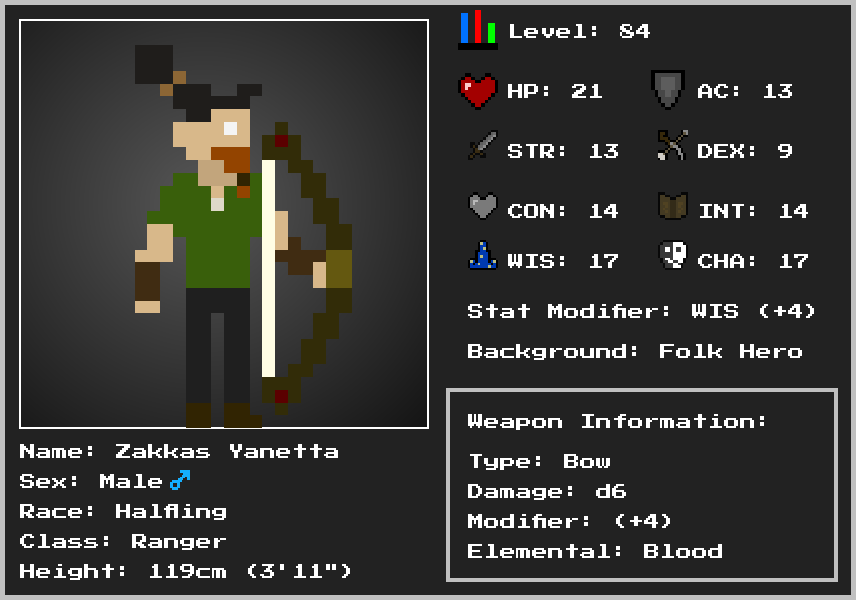 Level: 84
HP: 21
AC: 13
STR: 13
DEX: 9
CON: 14
INT: 14
WIS: 17
CHA: 17
Stat Modifier: WIS (+4)
Background: Folk Hero
Name: Zakkas Yanetta
Sex: Male ♂
Race: Halfling
Class: Ranger
Height: 119cm (3'11")
Weapon Information:
Type: Bow
Damage: d6
Modifier: (+4)
Elemental: Blood